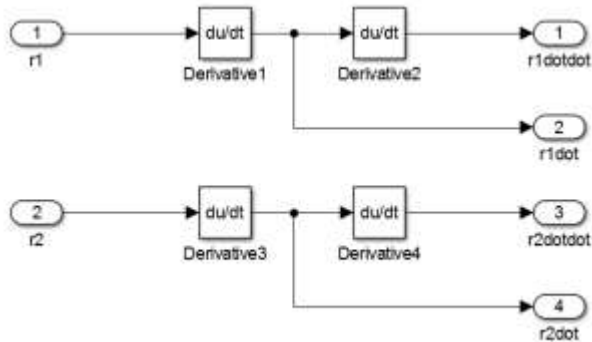 1
du/dt
du/dt
1
r1
Derivative1
Derivative2
r1dotdot
2
r1dot
2
du/dt
du/dt
3
r2
Derivative3
Derivative4
r2dotdot
4
r2dot